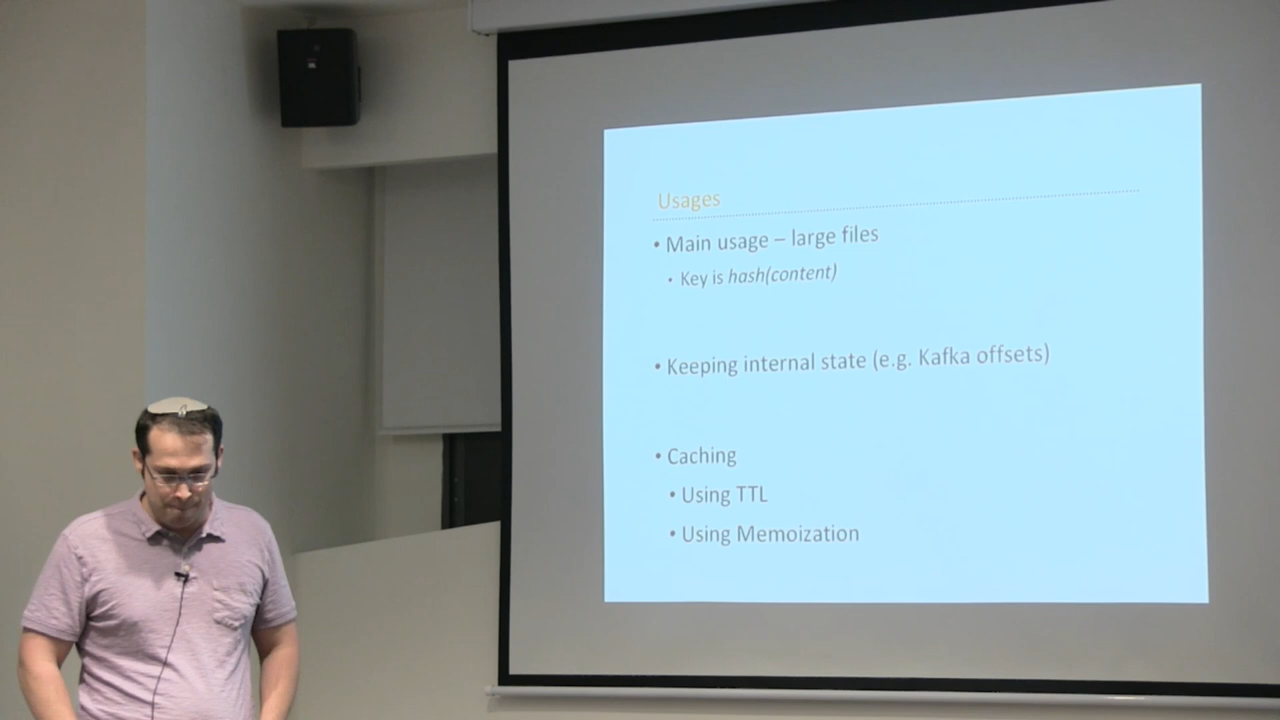 Usages
• Main usage – large files
• Key is hash(content)
• Keeping internal state (e.g. Kafka offsets)
• Caching
• Using TTL
• Using Memoization